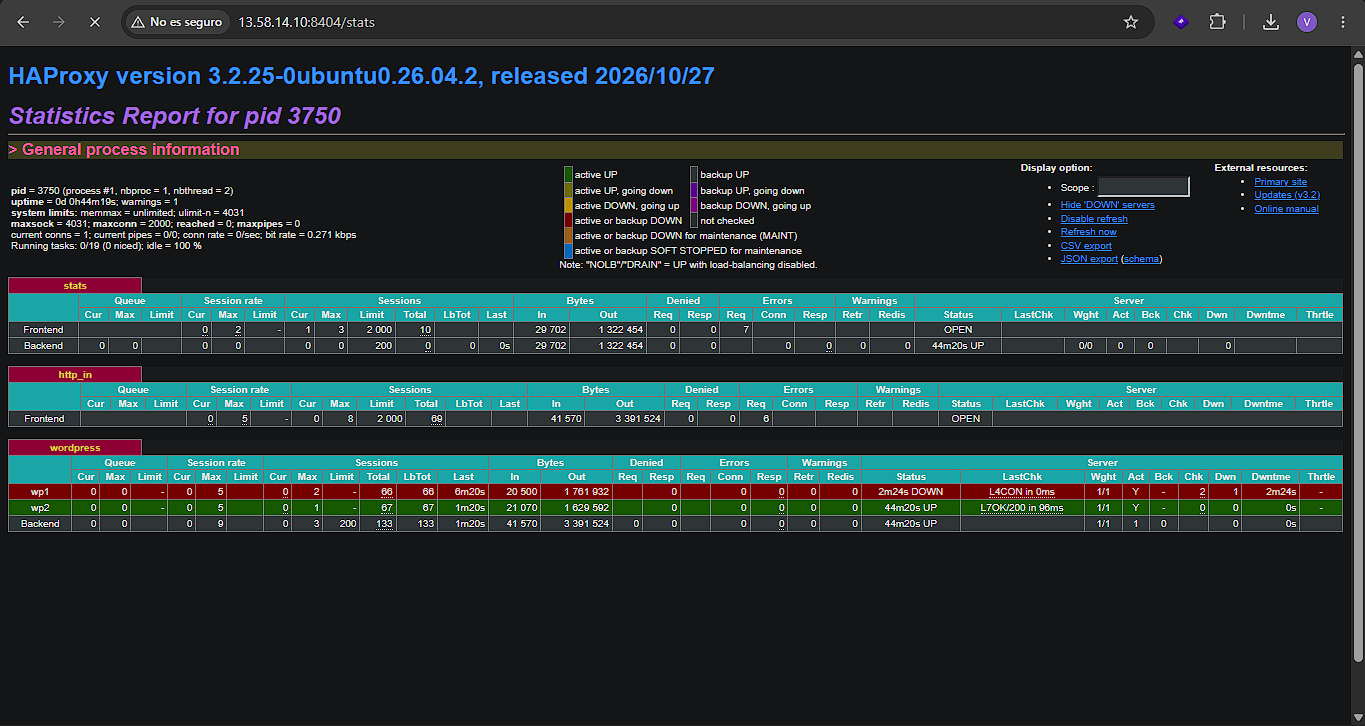 No es seguro 13.58.14.10:8404/stats V
HAProxy version 3.2.25-0ubuntu0.26.04.2, released 2026/10/27
Statistics Report for pid 3750
> General process information
pid = 3750 (process #1, nbproc = 1, nbthread = 2)
uptime = 0d 0h44m19s; warnings = 1
system limits: memmax = unlimited; ulimit-n = 4031
maxsock = 4031; maxconn = 2000; reached = 0; maxpipes = 0
current conns = 1; current pipes = 0/0; conn rate = 0/sec; bit rate = 0.271 kbps
Running tasks: 0/19 (0 niced); idle = 100 %
active UP backup UP
active UP, going down backup UP, going down
active DOWN, going up backup DOWN, going up
active or backup DOWN not checked
active or backup DOWN for maintenance (MAINT)
active or backup SOFT STOPPED for maintenance
Note: "NOLB"/"DRAIN" = UP with load-balancing disabled.
Display option:
Scope :
Hide 'DOWN' servers
Disable refresh
Refresh now
CSV export
JSON export (schema)
External resources:
Primary site
Updates (v3.2)
Online manual
stats
Queue Session rate Sessions Bytes Denied Errors Warnings Server
Cur Max Limit Cur Max Limit Cur Max Limit Total LbTot Last In Out Req Resp Req Conn Resp Retr Redis Status LastChk Wght Act Bck Chk Dwn Dwntme Thrtle
Frontend 0 2 - 1 3 2 000 10 29 702 1 322 454 0 0 7 OPEN
Backend 0 0 0 0 0 0 200 0 0 0s 29 702 1 322 454 0 0 0 0 0 0 44m20s UP 0/0 0 0 0
http_in
Queue Session rate Sessions Bytes Denied Errors Warnings Server
Cur Max Limit Cur Max Limit Cur Max Limit Total LbTot Last In Out Req Resp Req Conn Resp Retr Redis Status LastChk Wght Act Bck Chk Dwn Dwntme Thrtle
Frontend 0 5 - 0 8 2 000 69 41 570 3 391 524 0 0 6 OPEN
wordpress
Queue Session rate Sessions Bytes Denied Errors Warnings Server
Cur Max Limit Cur Max Limit Cur Max Limit Total LbTot Last In Out Req Resp Req Conn Resp Retr Redis Status LastChk Wght Act Bck Chk Dwn Dwntme Thrtle
wp1 0 0 - 0 5 0 2 - 66 66 6m20s 20 500 1 761 932 0 0 0 0 0 2m24s DOWN L4CON in 0ms 1/1 Y - 2 1 2m24s -
wp2 0 0 - 0 5 0 1 - 67 67 1m20s 21 070 1 629 592 0 0 0 0 0 44m20s UP L7OK/200 in 96ms 1/1 Y - 0 0 0s -
Backend 0 0 0 9 0 3 200 133 133 1m20s 41 570 3 391 524 0 0 0 0 0 0 44m20s UP 1/1 1 0 0 0s